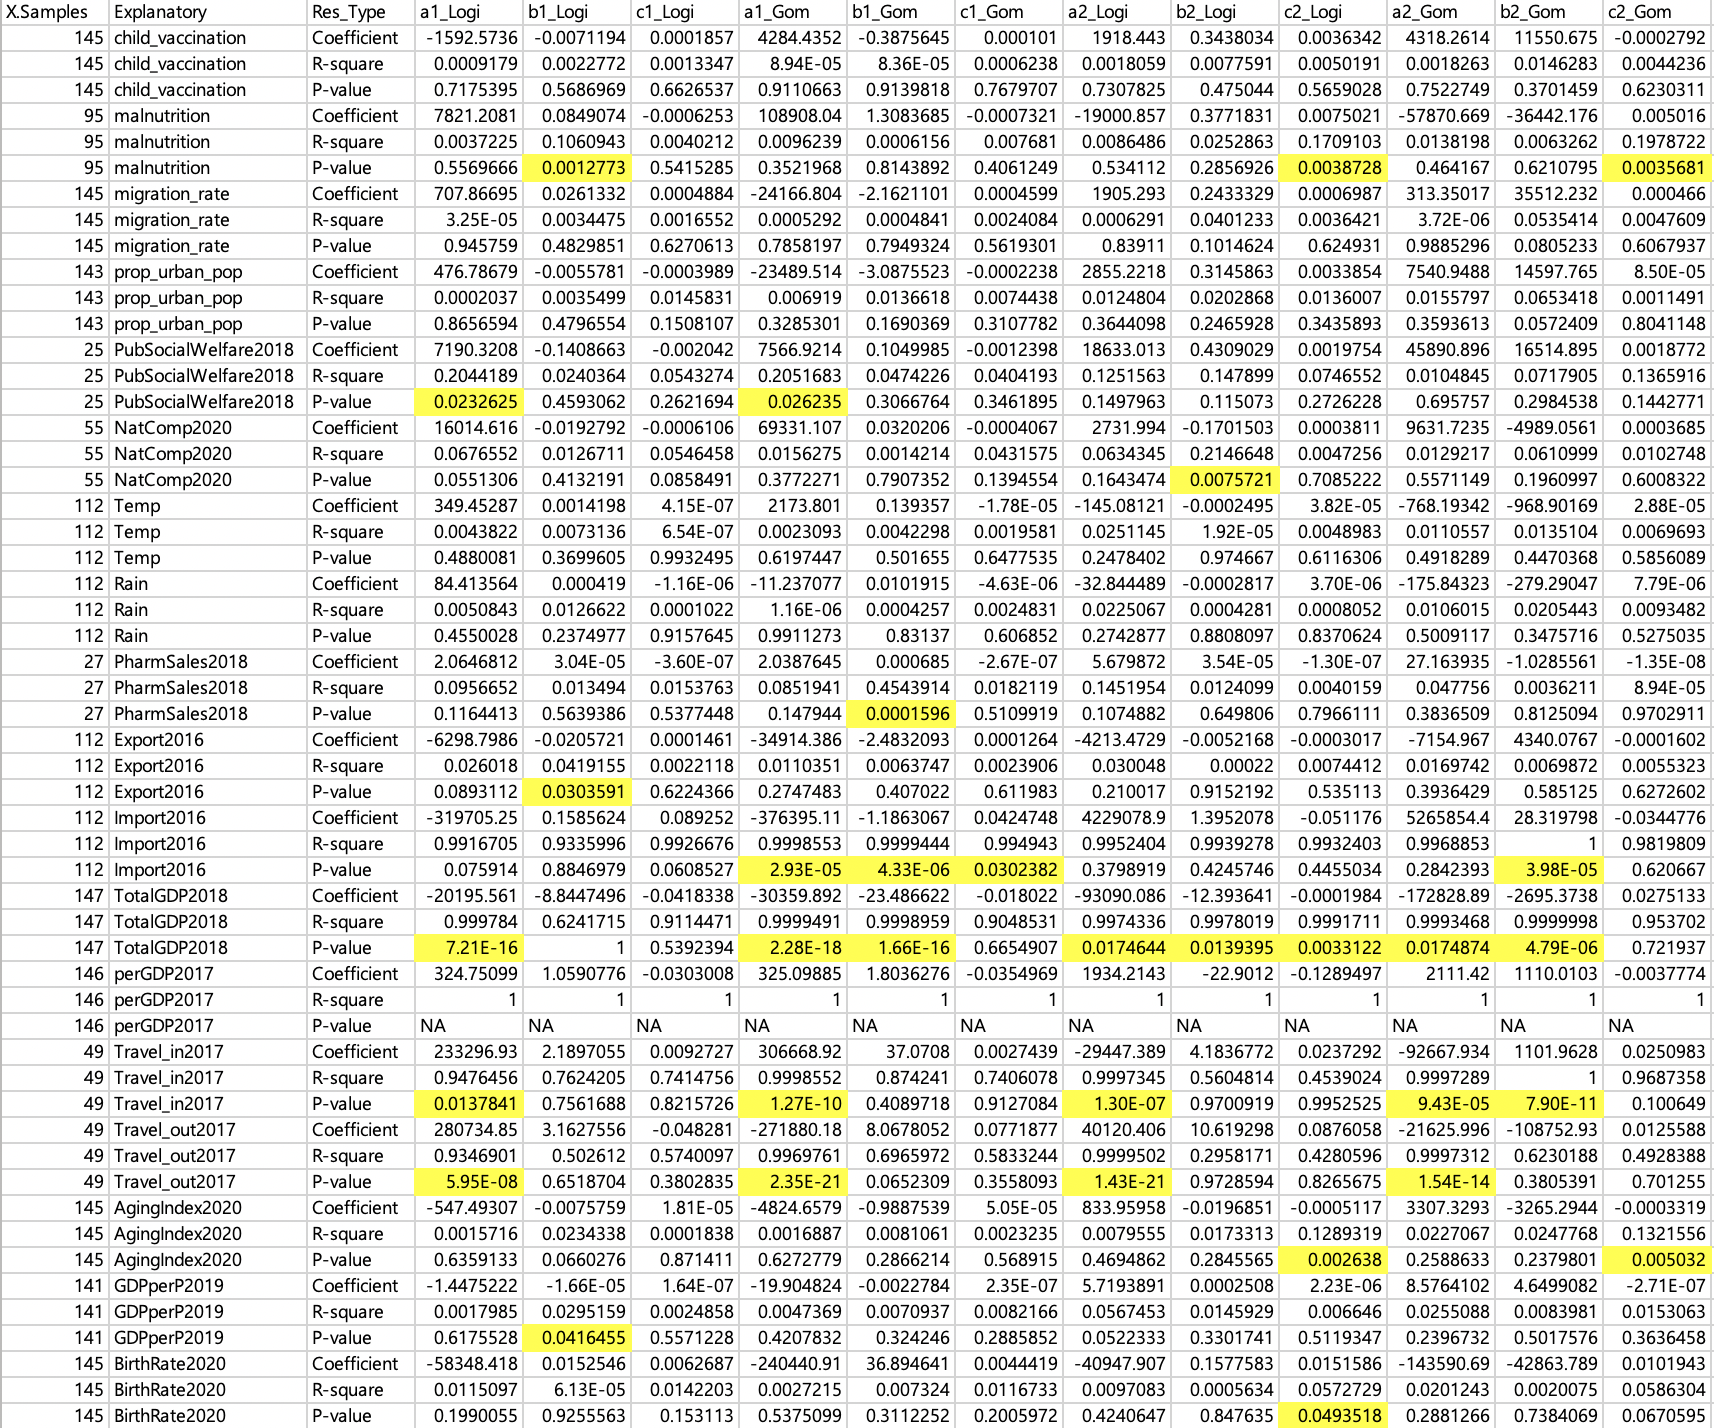 X.Samples Explanatory Res_Type a1_Logi b1_Logi c1_Logi a1_Gom b1_Gom c1_Gom a2_Logi b2_Logi c2_Logi a2_Gom b2_Gom c2_Gom
145 child_vaccination Coefficient -1592.5736 -0.0071194 0.0001857 4284.4352 -0.3875645 0.000101 1918.443 0.3438034 0.0036342 4318.2614 11550.675 -0.0002792
145 child_vaccination R-square 0.0009179 0.0022772 0.0013347 8.94E-05 8.36E-05 0.0006238 0.0018059 0.0077591 0.0050191 0.0018263 0.0146283 0.0044236
145 child_vaccination P-value 0.7175395 0.5686969 0.6626537 0.9110663 0.9139818 0.7679707 0.7307825 0.475044 0.5659028 0.7522749 0.3701459 0.6230311
95 malnutrition Coefficient 7821.2081 0.0849074 -0.0006253 108908.04 1.3083685 -0.0007321 -19000.857 0.3771831 0.0075021 -57870.669 -36442.176 0.005016
95 malnutrition R-square 0.0037225 0.1060943 0.0040212 0.0096239 0.0006156 0.007681 0.0086486 0.0252863 0.1709103 0.0138198 0.0063262 0.1978722
95 malnutrition P-value 0.5569666 0.0012773 0.5415285 0.3521968 0.8143892 0.4061249 0.534112 0.2856926 0.0038728 0.464167 0.6210795 0.0035681
145 migration_rate Coefficient 707.86695 0.0261332 0.0004884 -24166.804 -2.1621101 0.0004599 1905.293 0.2433329 0.0006987 313.35017 35512.232 0.000466
145 migration_rate R-square 3.25E-05 0.0034475 0.0016552 0.0005292 0.0004841 0.0024084 0.0006291 0.0401233 0.0036421 3.72E-06 0.0535414 0.0047609
145 migration_rate P-value 0.945759 0.4829851 0.6270613 0.7858197 0.7949324 0.5619301 0.83911 0.1014624 0.624931 0.9885296 0.0805233 0.6067937
143 prop_urban_pop Coefficient 476.78679 -0.0055781 -0.0003989 -23489.514 -3.0875523 -0.0002238 2855.2218 0.3145863 0.0033854 7540.9488 14597.765 8.50E-05
143 prop_urban_pop R-square 0.0002037 0.0035499 0.0145831 0.006919 0.0136618 0.0074438 0.0124804 0.0202868 0.0136007 0.0155797 0.0653418 0.0011491
143 prop_urban_pop P-value 0.8656594 0.4796554 0.1508107 0.3285301 0.1690369 0.3107782 0.3644098 0.2465928 0.3435893 0.3593613 0.0572409 0.8041148
25 PubSocialWelfare2018 Coefficient 7190.3208 -0.1408663 -0.002042 7566.9214 0.1049985 -0.0012398 18633.013 0.4309029 0.0019754 45890.896 16514.895 0.0018772
25 PubSocialWelfare2018 R-square 0.2044189 0.0240364 0.0543274 0.2051683 0.0474226 0.0404193 0.1251563 0.147899 0.0746552 0.0104845 0.0717905 0.1365916
25 PubSocialWelfare2018 P-value 0.0232625 0.4593062 0.2621694 0.026235 0.3066764 0.3461895 0.1497963 0.115073 0.2726228 0.695757 0.2984538 0.1442771
55 NatComp2020 Coefficient 16014.616 -0.0192792 -0.0006106 69331.107 0.0320206 -0.0004067 2731.994 -0.1701503 0.0003811 9631.7235 -4989.0561 0.0003685
55 NatComp2020 R-square 0.0676552 0.0126711 0.0546458 0.0156275 0.0014214 0.0431575 0.0634345 0.2146648 0.0047256 0.0129217 0.0610999 0.0102748
55 NatComp2020 P-value 0.0551306 0.4132191 0.0858491 0.3772271 0.7907352 0.1394554 0.1643474 0.0075721 0.7085222 0.5571149 0.1960997 0.6008322
112 Temp Coefficient 349.45287 0.0014198 4.15E-07 2173.801 0.139357 -1.78E-05 -145.08121 -0.0002495 3.82E-05 -768.19342 -968.90169 2.88E-05
112 Temp R-square 0.0043822 0.0073136 6.54E-07 0.0023093 0.0042298 0.0019581 0.0251145 1.92E-05 0.0048983 0.0110557 0.0135104 0.0069693
112 Temp P-value 0.4880081 0.3699605 0.9932495 0.6197447 0.501655 0.6477535 0.2478402 0.974667 0.6116306 0.4918289 0.4470368 0.5856089
112 Rain Coefficient 84.413564 0.000419 -1.16E-06 -11.237077 0.0101915 -4.63E-06 -32.844489 -0.0002817 3.70E-06 -175.84323 -279.29047 7.79E-06
112 Rain R-square 0.0050843 0.0126622 0.0001022 1.16E-06 0.0004257 0.0024831 0.0225067 0.0004281 0.0008052 0.0106015 0.0205443 0.0093482
112 Rain P-value 0.4550028 0.2374977 0.9157645 0.9911273 0.83137 0.606852 0.2742877 0.8808097 0.8370624 0.5009117 0.3475716 0.5275035
27 PharmSales2018 Coefficient 2.0646812 3.04E-05 -3.60E-07 2.0387645 0.000685 -2.67E-07 5.679872 3.54E-05 -1.30E-07 27.163935 -1.0285561 -1.35E-08
27 PharmSales2018 R-square 0.0956652 0.013494 0.0153763 0.0851941 0.4543914 0.0182119 0.1451954 0.0124099 0.0040159 0.047756 0.0036211 8.94E-05
27 PharmSales2018 P-value 0.1164413 0.5639386 0.5377448 0.147944 0.0001596 0.5109919 0.1074882 0.649806 0.7966111 0.3836509 0.8125094 0.9702911
112 Export2016 Coefficient -6298.7986 -0.0205721 0.0001461 -34914.386 -2.4832093 0.0001264 -4213.4729 -0.0052168 -0.0003017 -7154.967 4340.0767 -0.0001602
112 Export2016 R-square 0.026018 0.0419155 0.0022118 0.0110351 0.0063747 0.0023906 0.030048 0.00022 0.0074412 0.0169742 0.0069872 0.0055323
112 Export2016 P-value 0.0893112 0.0303591 0.6224366 0.2747483 0.407022 0.611983 0.210017 0.9152192 0.535113 0.3936429 0.585125 0.6272602
112 Import2016 Coefficient -319705.25 0.1585624 0.089252 -376395.11 -1.1863067 0.0424748 4229078.9 1.3952078 -0.051176 5265854.4 28.319798 -0.0344776
112 Import2016 R-square 0.9916705 0.9335996 0.9926676 0.9998553 0.9999444 0.994943 0.9952404 0.9939278 0.9932403 0.9968853 1 0.9819809
112 Import2016 P-value 0.075914 0.8846979 0.0608527 2.93E-05 4.33E-06 0.0302382 0.3798919 0.4245746 0.4455034 0.2842393 3.98E-05 0.620667
147 TotalGDP2018 Coefficient -20195.561 -8.8447496 -0.0418338 -30359.892 -23.486622 -0.018022 -93090.086 -12.393641 -0.0001984 -172828.89 -2695.3738 0.0275133
147 TotalGDP2018 R-square 0.999784 0.6241715 0.9114471 0.9999491 0.9998959 0.9048531 0.9974336 0.9978019 0.9991711 0.9993468 0.9999998 0.953702
147 TotalGDP2018 P-value 7.21E-16 1 0.5392394 2.28E-18 1.66E-16 0.6654907 0.0174644 0.0139395 0.0033122 0.0174874 4.79E-06 0.721937
146 perGDP2017 Coefficient 324.75099 1.0590776 -0.0303008 325.09885 1.8036276 -0.0354969 1934.2143 -22.9012 -0.1289497 2111.42 1110.0103 -0.0037774
146 perGDP2017 R-square 1 1 1 1 1 1 1 1 1 1 1 1
146 perGDP2017 P-value NA NA NA NA NA NA NA NA NA NA NA NA
49 Travel_in2017 Coefficient 233296.93 2.1897055 0.0092727 306668.92 37.0708 0.0027439 -29447.389 4.1836772 0.0237292 -92667.934 1101.9628 0.0250983
49 Travel_in2017 R-square 0.9476456 0.7624205 0.7414756 0.9998552 0.874241 0.7406078 0.9997345 0.5604814 0.4539024 0.9997289 1 0.9687358
49 Travel_in2017 P-value 0.0137841 0.7561688 0.8215726 1.27E-10 0.4089718 0.9127084 1.30E-07 0.9700919 0.9952525 9.43E-05 7.90E-11 0.100649
49 Travel_out2017 Coefficient 280734.85 3.1627556 -0.048281 -271880.18 8.0678052 0.0771877 40120.406 10.619298 0.0876058 -21625.996 -108752.93 0.0125588
49 Travel_out2017 R-square 0.9346901 0.502612 0.5740097 0.9969761 0.6965972 0.5833244 0.9999502 0.2958171 0.4280596 0.9997312 0.6230188 0.4928388
49 Travel_out2017 P-value 5.95E-08 0.6518704 0.3802835 2.35E-21 0.0652309 0.3558093 1.43E-21 0.9728594 0.8265675 1.54E-14 0.3805391 0.701255
145 AgingIndex2020 Coefficient -547.49307 -0.0075759 1.81E-05 -4824.6579 -0.9887539 5.05E-05 833.95958 -0.0196851 -0.0005117 3307.3293 -3265.2944 -0.0003319
145 AgingIndex2020 R-square 0.0015716 0.0234338 0.0001838 0.0016887 0.0081061 0.0023235 0.0079555 0.0173313 0.1289319 0.0227067 0.0247768 0.1321556
145 AgingIndex2020 P-value 0.6359133 0.0660276 0.871411 0.6272779 0.2866214 0.568915 0.4694862 0.2845565 0.002638 0.2588633 0.2379801 0.005032
141 GDPperP2019 Coefficient -1.4475222 -1.66E-05 1.64E-07 -19.904824 -0.0022784 2.35E-07 5.7193891 0.0002508 2.23E-06 8.5764102 4.6499082 -2.71E-07
141 GDPperP2019 R-square 0.0017985 0.0295159 0.0024858 0.0047369 0.0070937 0.0082166 0.0567453 0.0145929 0.006646 0.0255088 0.0083981 0.0153063
141 GDPperP2019 P-value 0.6175528 0.0416455 0.5571228 0.4207832 0.324246 0.2885852 0.0522333 0.3301741 0.5119347 0.2396732 0.5017576 0.3636458
145 BirthRate2020 Coefficient -58348.418 0.0152546 0.0062687 -240440.91 36.894641 0.0044419 -40947.907 0.1577583 0.0151586 -143590.69 -42863.789 0.0101943
145 BirthRate2020 R-square 0.0115097 6.13E-05 0.0142203 0.0027215 0.007324 0.0116733 0.0097083 0.0005634 0.0572729 0.0201243 0.0020075 0.0586304
145 BirthRate2020 P-value 0.1990055 0.9255563 0.153113 0.5375099 0.3112252 0.2005972 0.4240647 0.847635 0.0493518 0.2881266 0.7384069 0.0670595